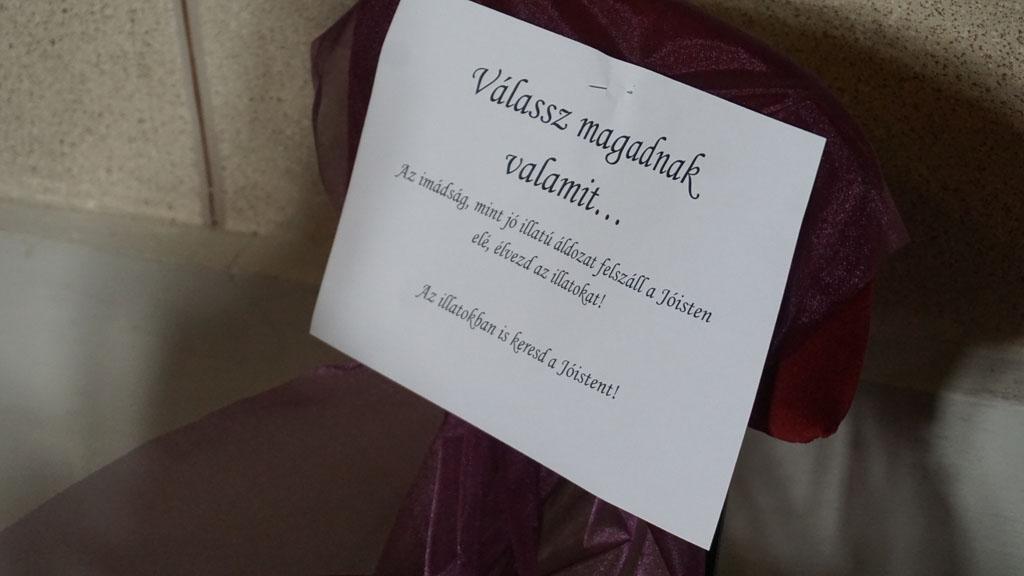 Válassz magadnak
valamit...
Az imádság, mint jó illatú áldozat felszáll a Jóisten
elé, élvezd az illatokat!
Az illatokban is keresd a Jóistent!